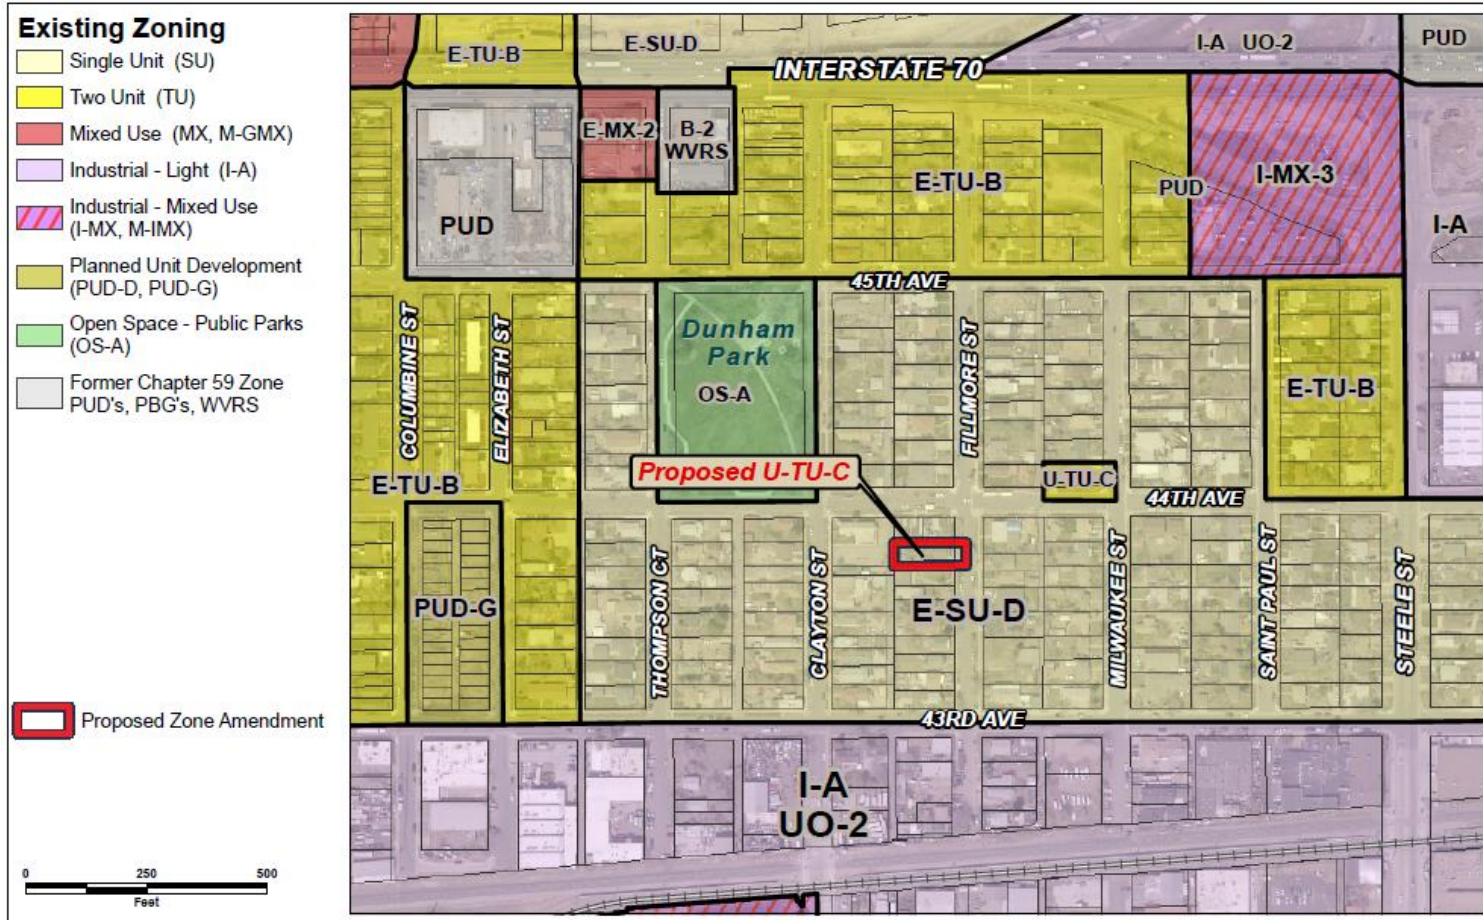 Existing Zoning
Single Unit (SU)
Two Unit (TU)
Mixed Use (MX, M-GMX)
Industrial - Light (I-A)
Industrial - Mixed Use
(I-MX, M-IMX)
Planned Unit Development
(PUD-D, PUD-G)
Open Space - Public Parks
(OS-A)
Former Chapter 59 Zone
PUD's, PBG's, WVRS
Proposed Zone Amendment
0 250 500
Feet
E-TU-B
E-SU-D
I-A UO-2
PUD
INTERSTATE 70
E-MX-2
B-2
WVRS
E-TU-B
PUD
I-MX-3
PUD
I-A
45TH AVE
COLUMBINE ST
ELIZABETH ST
Dunham
Park
OS-A
FILLMORE ST
E-TU-B
Proposed U-TU-C
U-TU-C
E-TU-B
44TH AVE
THOMPSON CT
CLAYTON ST
MILWAUKEE ST
SAINT PAUL ST
STEELE ST
PUD-G
E-SU-D
43RD AVE
I-A
UO-2